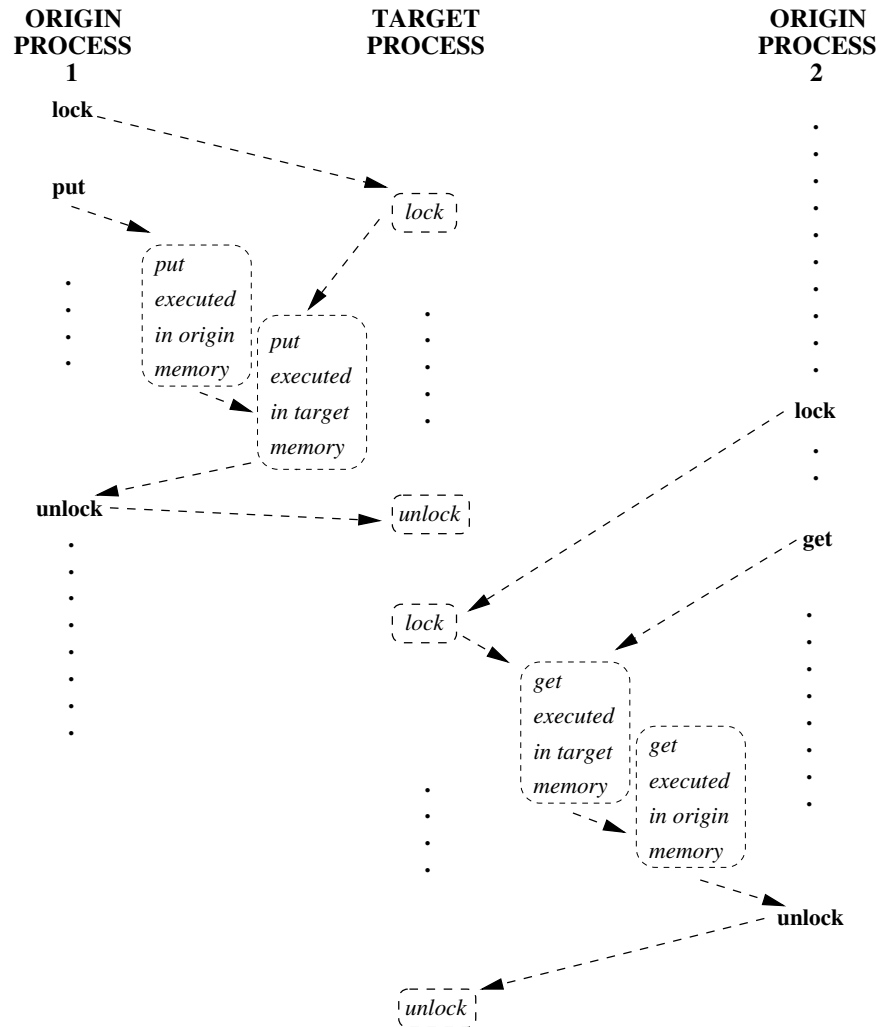 ORIGIN
PROCESS
1
TARGET
PROCESS
ORIGIN
PROCESS
2
lock
put
lock
put
executed
in origin
memory
put
executed
in target
memory
lock
unlock
unlock
get
lock
get
executed
in target
memory
get
executed
in origin
memory
unlock
unlock